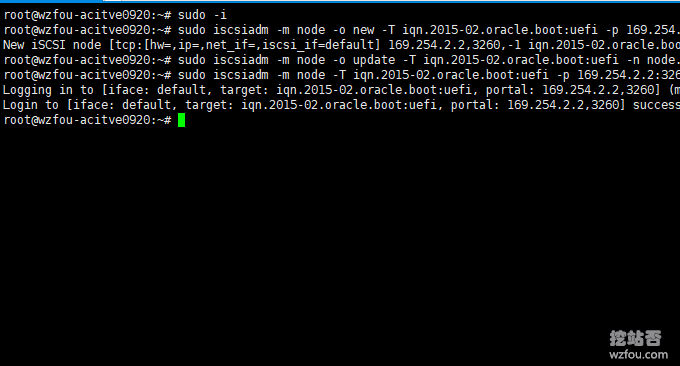 root@wzfou-acitve0920:~# sudo -i
root@wzfou-acitve0920:~# sudo iscsiadm -m node -o new -T iqn.2015-02.oracle.boot:uefi -p 169.254.
New iSCSI node [tcp:[hw=,ip=,net_if=,iscsi_if=default] 169.254.2.2,3260,-1 iqn.2015-02.oracle.boo
root@wzfou-acitve0920:~# sudo iscsiadm -m node -o update -T iqn.2015-02.oracle.boot:uefi -n node.
root@wzfou-acitve0920:~# sudo iscsiadm -m node -T iqn.2015-02.oracle.boot:uefi -p 169.254.2.2:326
Logging in to [iface: default, target: iqn.2015-02.oracle.boot:uefi, portal: 169.254.2.2,3260] (m
Login to [iface: default, target: iqn.2015-02.oracle.boot:uefi, portal: 169.254.2.2,3260] success
root@wzfou-acitve0920:~#
挖站否
wzfou.com